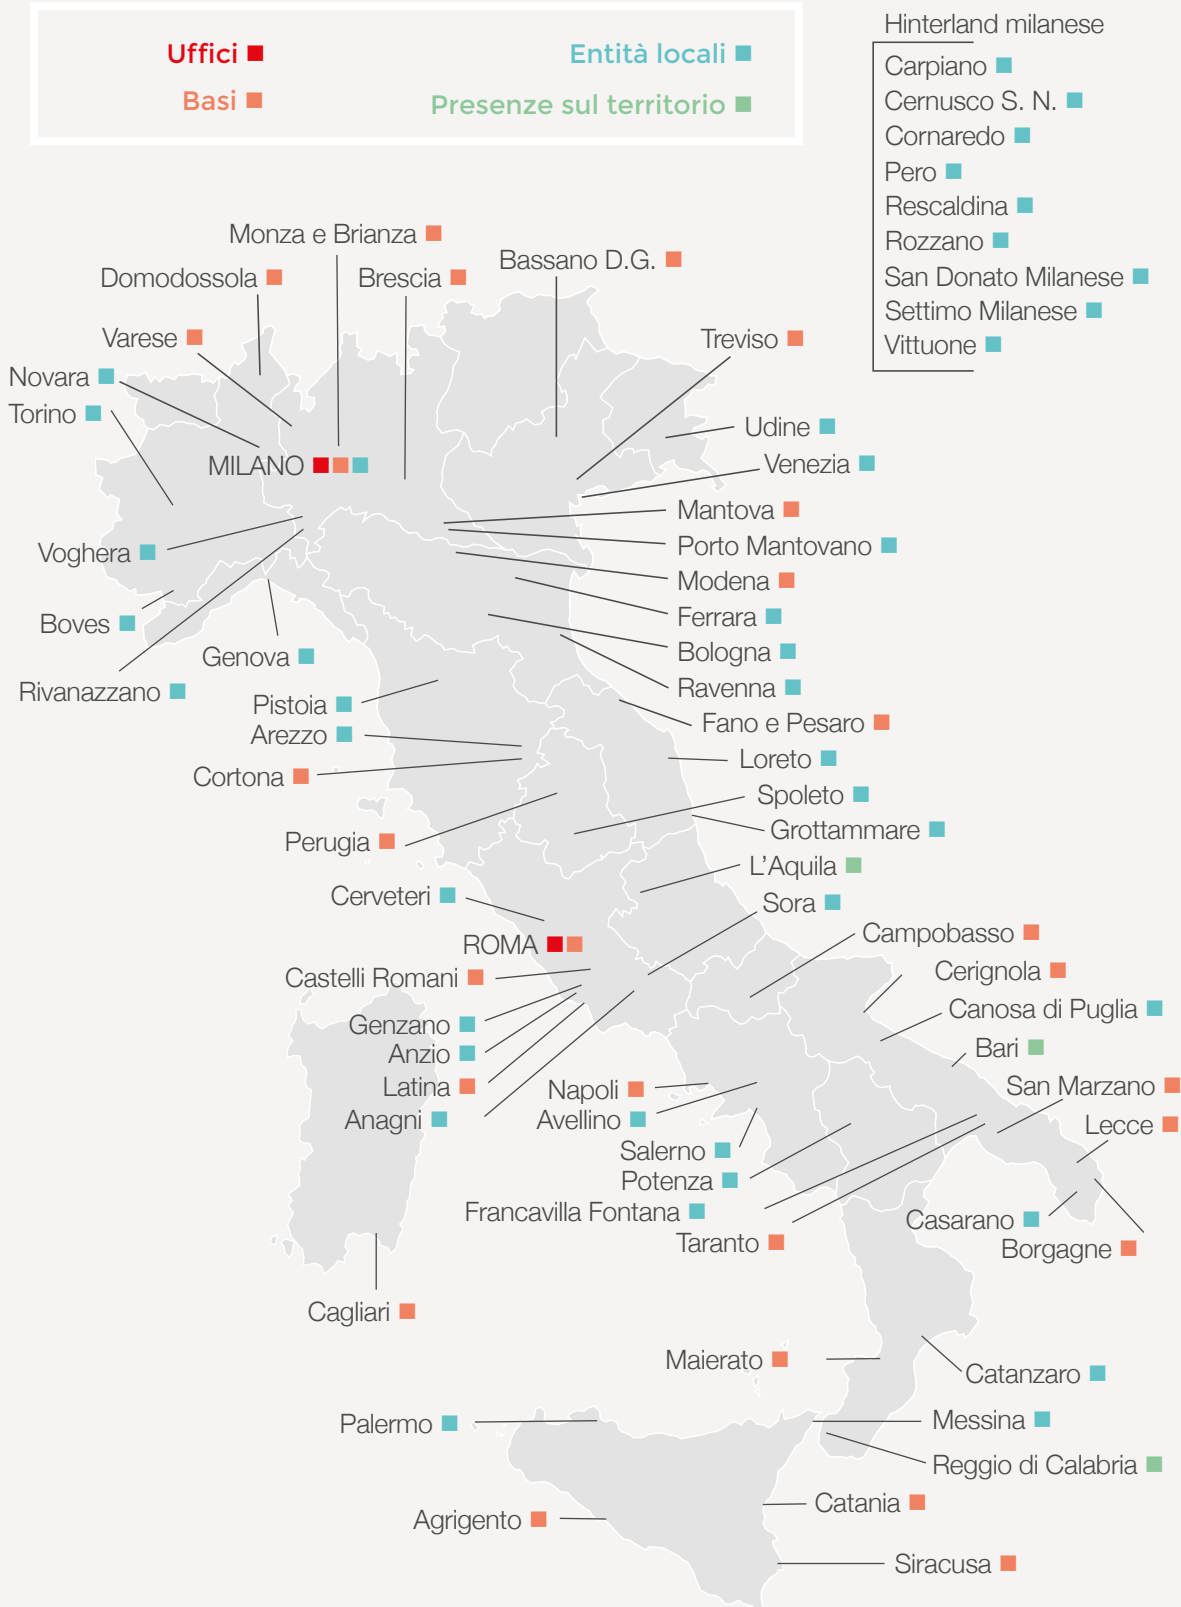 Uffici
Basi
Entità locali
Presenze sul territorio
Hinterland milanese
Carpiano
Cernusco S. N.
Cornaredo
Pero
Rescaldina
Rozzano
San Donato Milanese
Settimo Milanese
Vittuone
Monza e Brianza
Bassano D.G.
Domodossola
Brescia
Varese
Treviso
Novara
Torino
Udine
MILANO
Venezia
Mantova
Voghera
Porto Mantovano
Modena
Boves
Ferrara
Genova
Bologna
Rivanazzano
Ravenna
Pistoia
Fano e Pesaro
Arezzo
Loreto
Cortona
Spoleto
Perugia
Grottammare
L’Aquila
Cerveteri
Sora
ROMA
Campobasso
Castelli Romani
Cerignola
Genzano
Canosa di Puglia
Anzio
Bari
Latina
Napoli
San Marzano
Anagni
Avellino
Lecce
Salerno
Potenza
Francavilla Fontana
Casarano
Taranto
Borgagne
Cagliari
Maierato
Catanzaro
Palermo
Messina
Reggio di Calabria
Catania
Agrigento
Siracusa